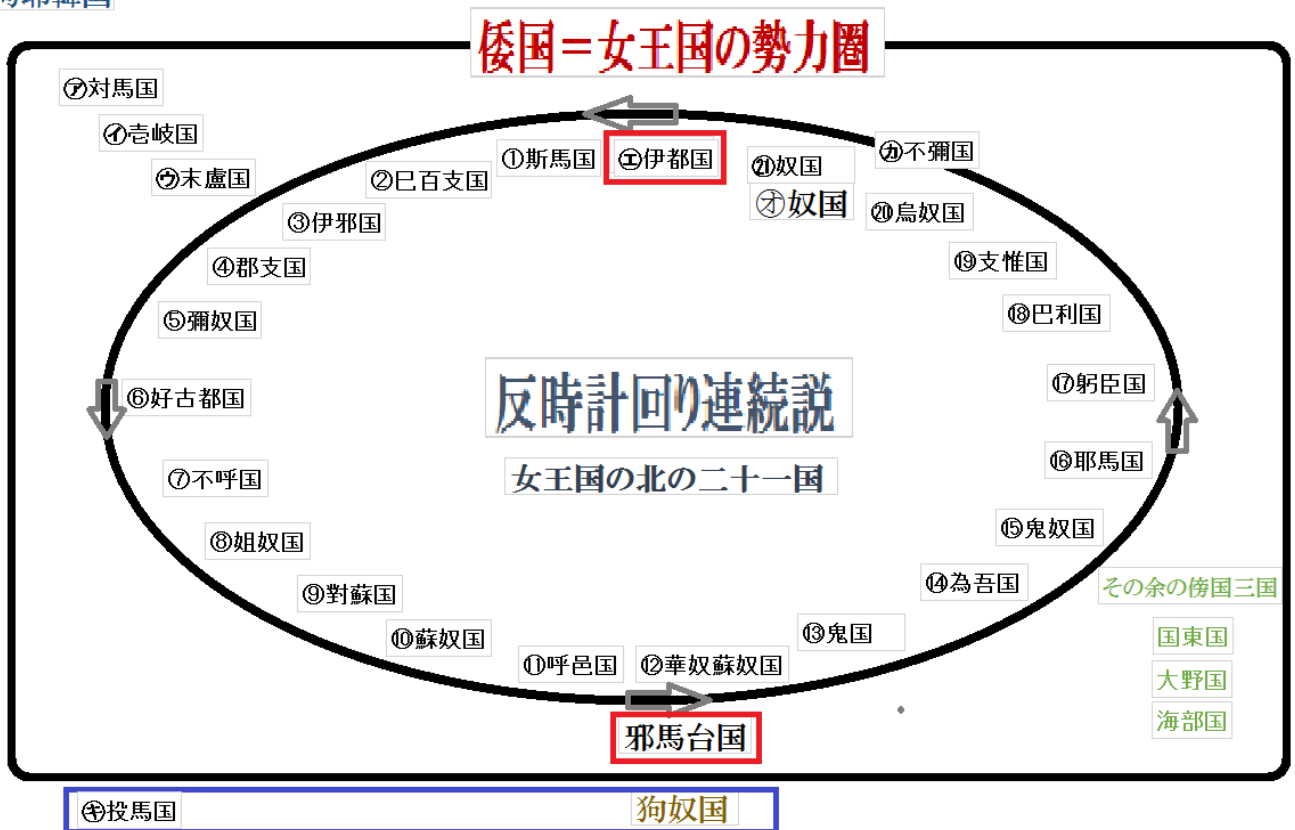 倭国＝女王国の勢力圏
㋐対馬国
㋑壱岐国
㋒末盧国
①斯馬国
㋓伊都国
㉑奴国
㋔奴国
㋕不彌国
②巳百支国
③伊邪国
④郡支国
⑤彌奴国
⑥好古都国
⑦不呼国
⑧姐奴国
⑨對蘇国
⑩蘇奴国
⑪呼邑国
⑫華奴蘇奴国
⑬鬼国
⑭為吾国
⑮鬼奴国
⑯耶馬国
⑰躬臣国
⑱巴利国
⑲支惟国
⑳烏奴国
反時計回り連続説
女王国の北の二十一国
邪馬台国
その余の傍国三国
国東国
大野国
海部国
㋖投馬国
狗奴国